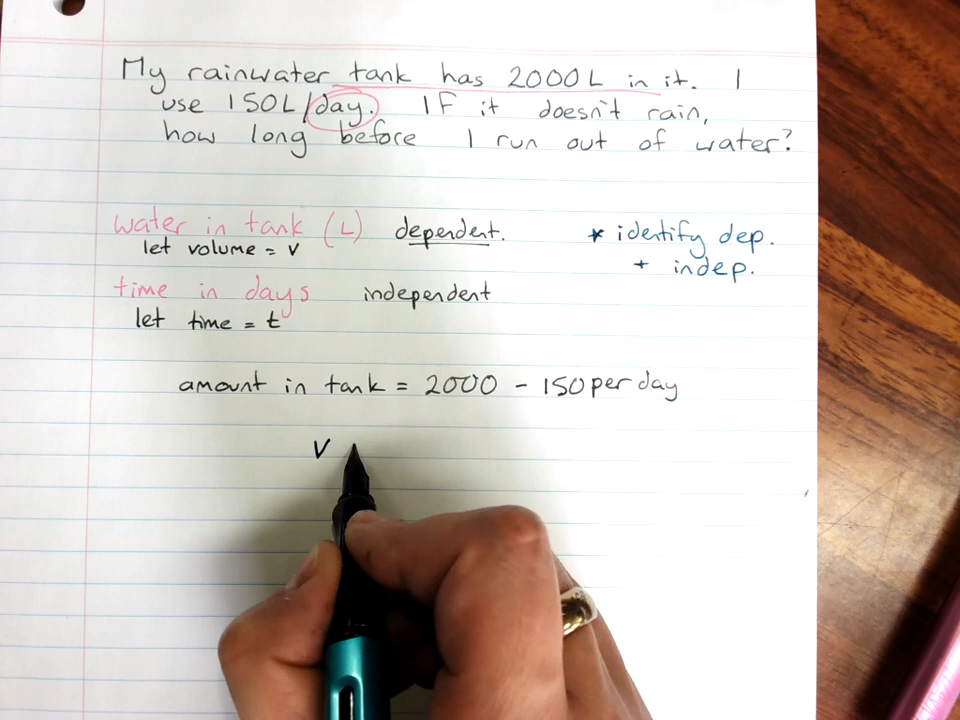 My rainwater tank has 2000L in it. I
use 150L/day. IF it doesn't rain,
how long before I run out of water?
water in tank (L) dependent. * identify dep.
let volume = v + indep.
time in days independent
let time = t
amount in tank = 2000 - 150 per day
V